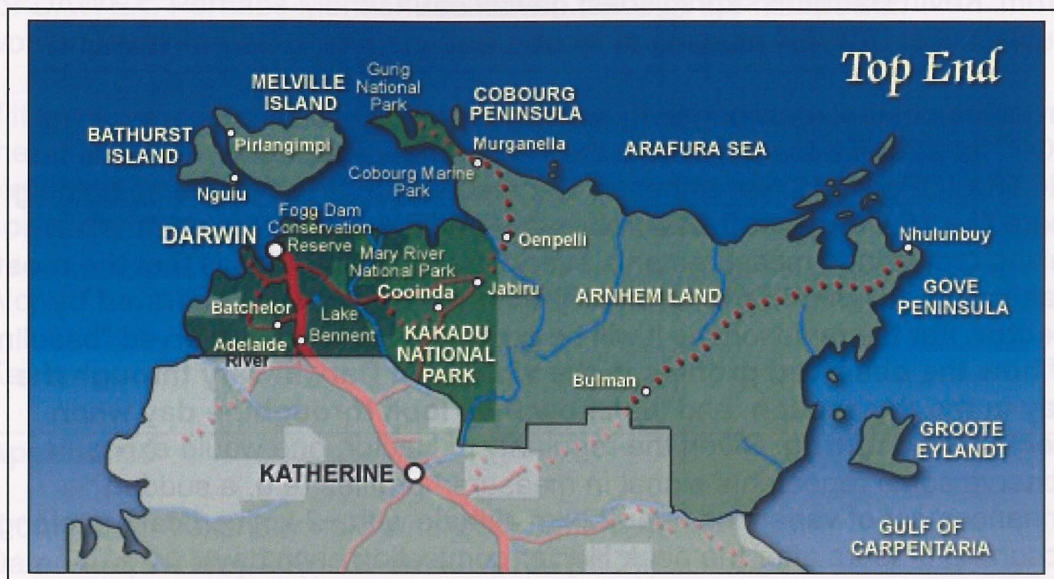 Top End
MELVILLE
ISLAND
BATHURST
ISLAND
Pirlangimpi
Nguiu
Gurig
National
Park
COBOURG
PENINSULA
Murganella
Cobourg Marine
Park
ARAFURA SEA
DARWIN
Fogg Dam
Conservation
Reserve
Mary River
National Park
Cooinda
Jabiru
Oenpelli
Nhulunbuy
GOVE
PENINSULA
ARNHEM LAND
Batchelor
Lake
Bennent
Adelaide
River
KAKADU
NATIONAL
PARK
Bulman
KATHERINE
GROOTE
EYLANDT
GULF OF
CARPENTARIA